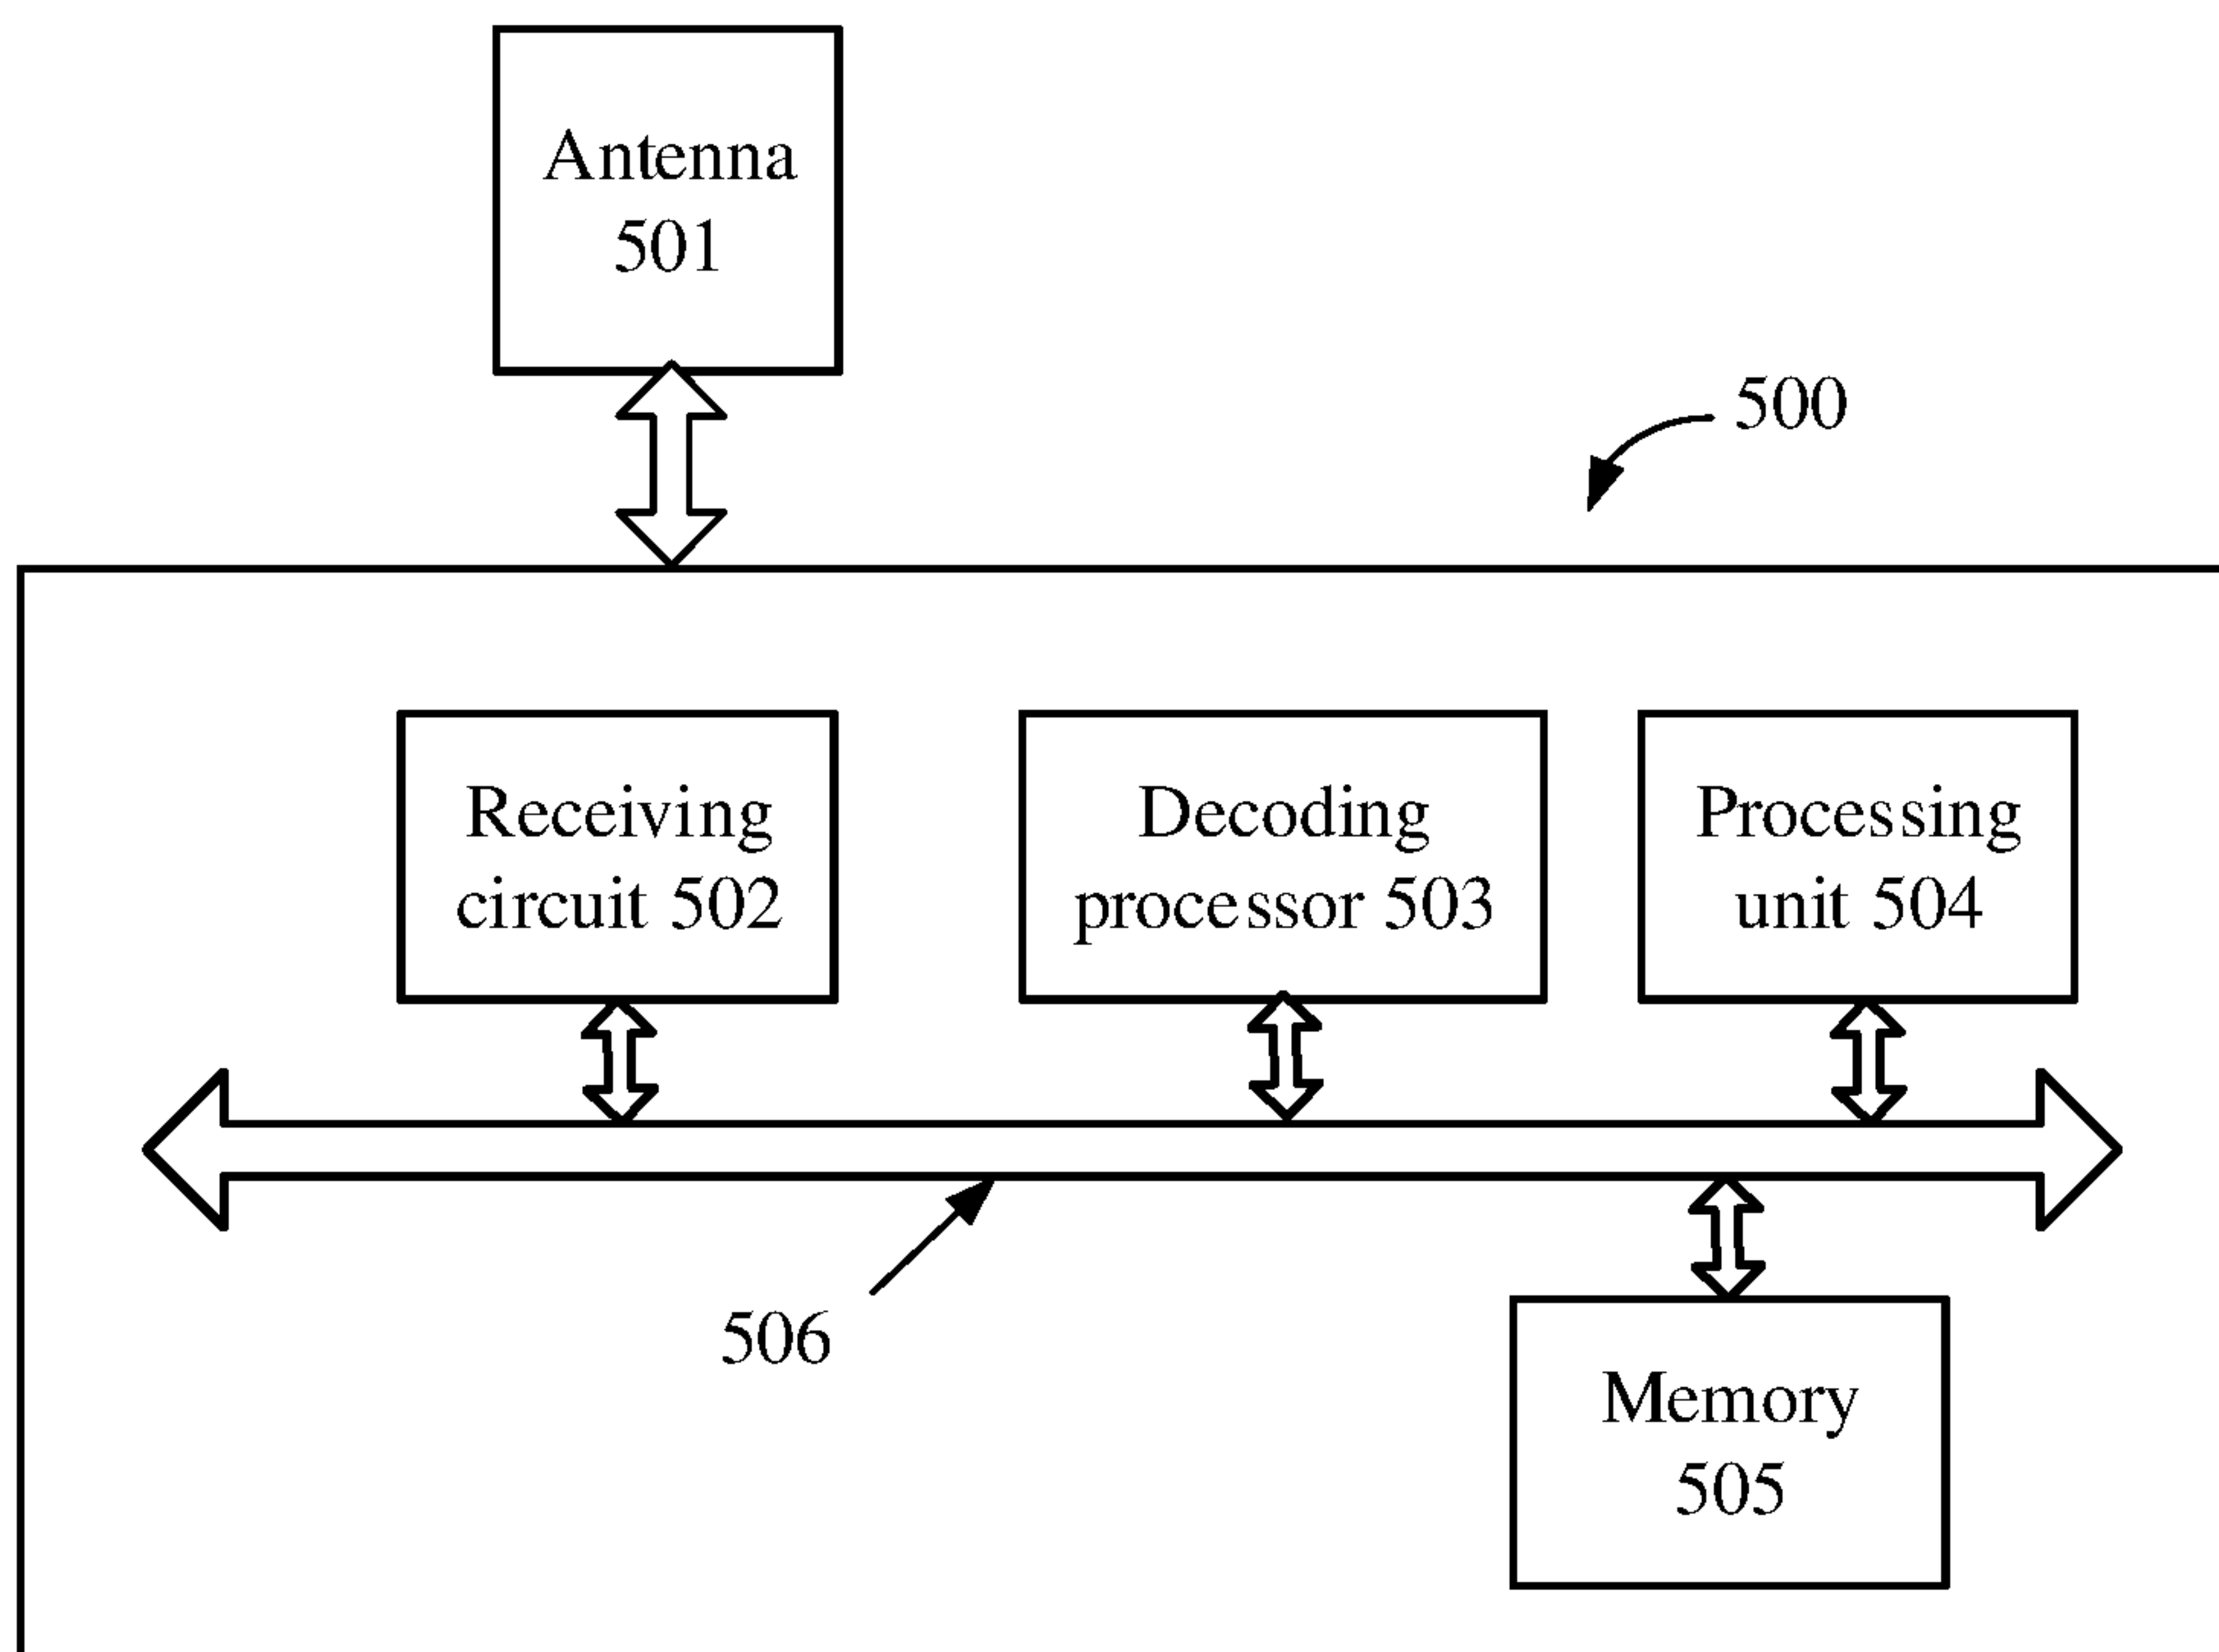 Antenna
501
500
Receiving
circuit 502
Decoding
processor 503
Processing
unit 504
506
Memory
505